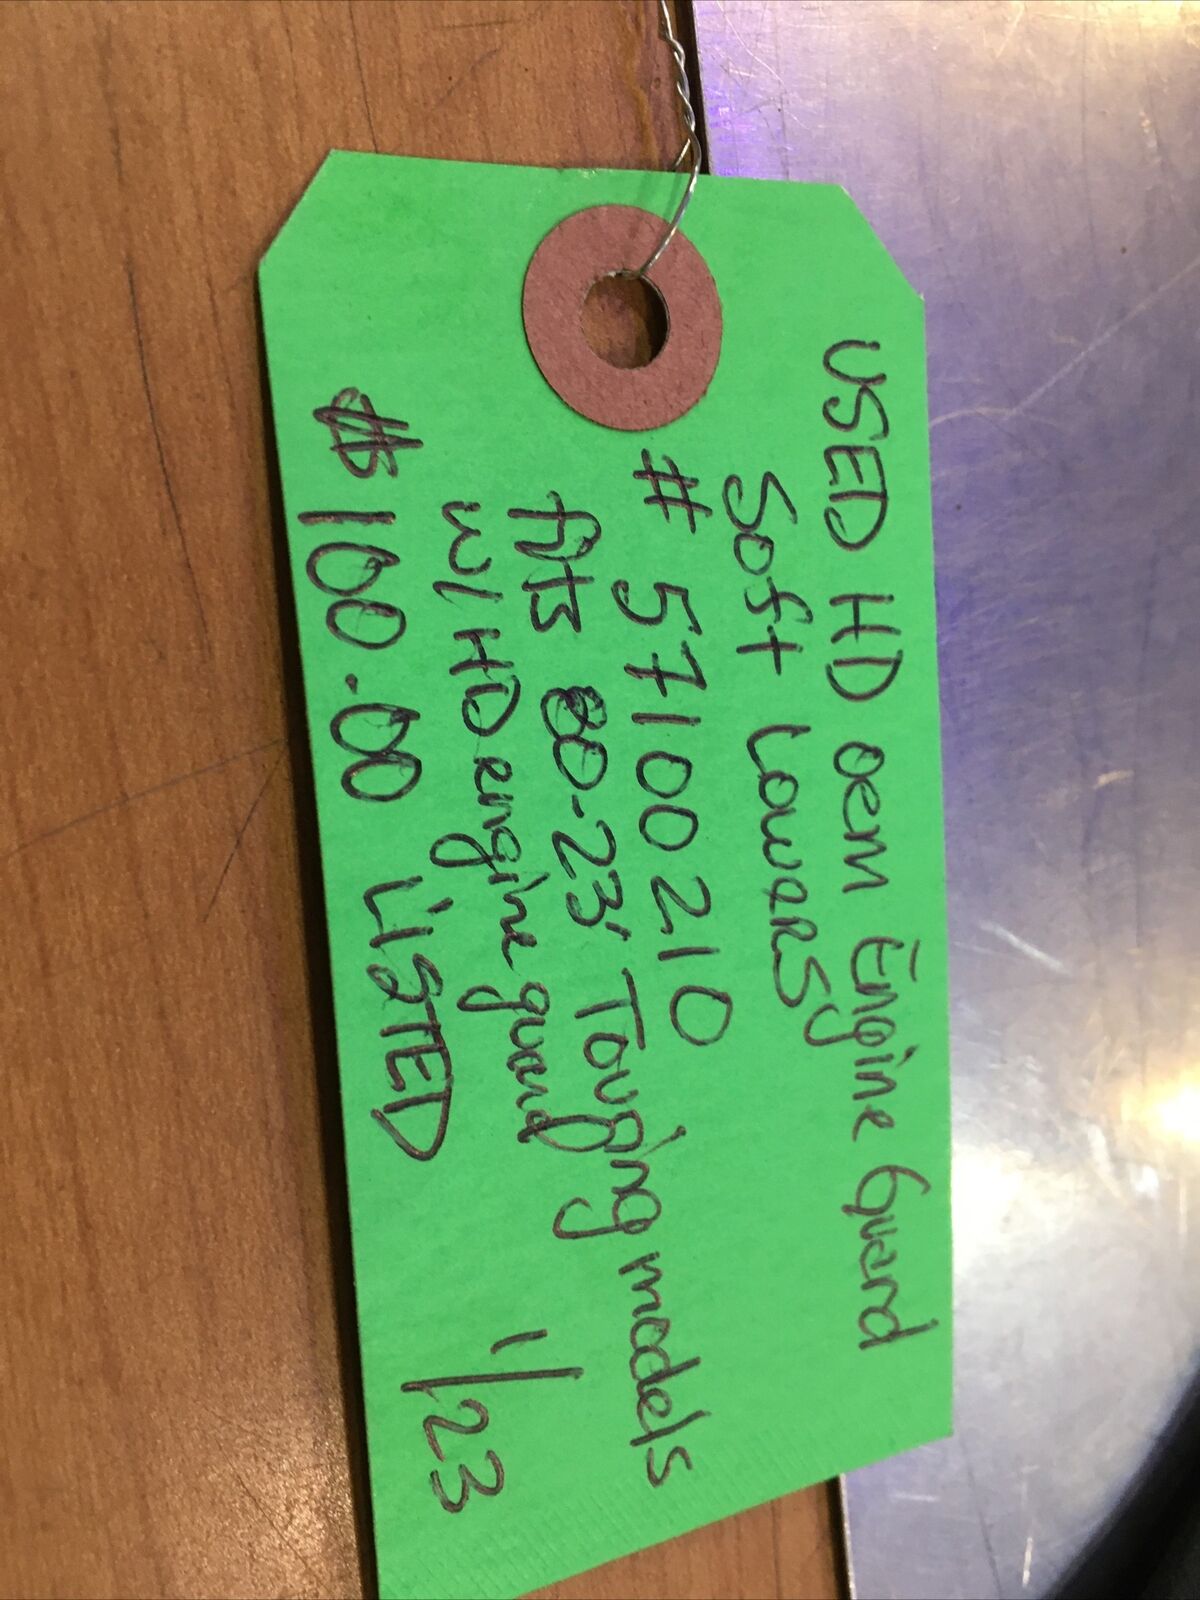 USED HD oem Engine Guard
Soft Lowers
# 57100210
fits 80-23' Touring models
w/ HD engine guard
$100.00 LISTED 1/23